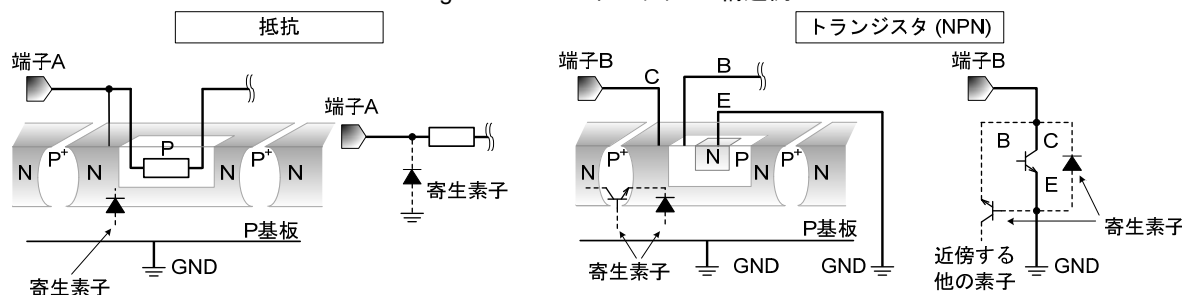 抵抗
トランジスタ (NPN)
端子A
端子A
N
P+
N
P
P+
N
寄生素子
P基板
GND
寄生素子
端子B
C
B
E
N
P+
N
N
P
P+
N
P基板
寄生素子
GND
GND
端子B
B
C
E
寄生素子
近傍する
他の素子
GND